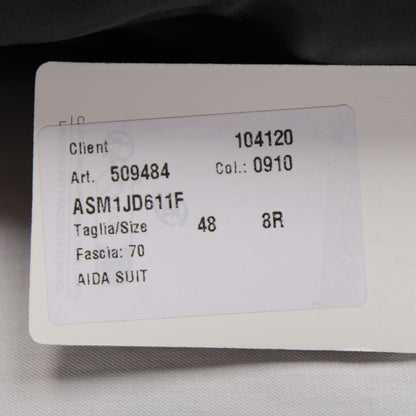 Client 104120
Art. 509484 Col.: 0910
ASM1JD611F
Taglia/Size 48 8R
Fascia: 70
AIDA SUIT